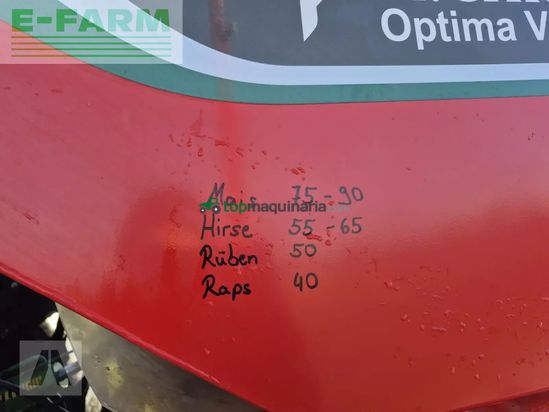 E-FARM
Optima V
Mais 75-90
topmaquinaria
Hirse 55-65
Rüben 50
Raps 40